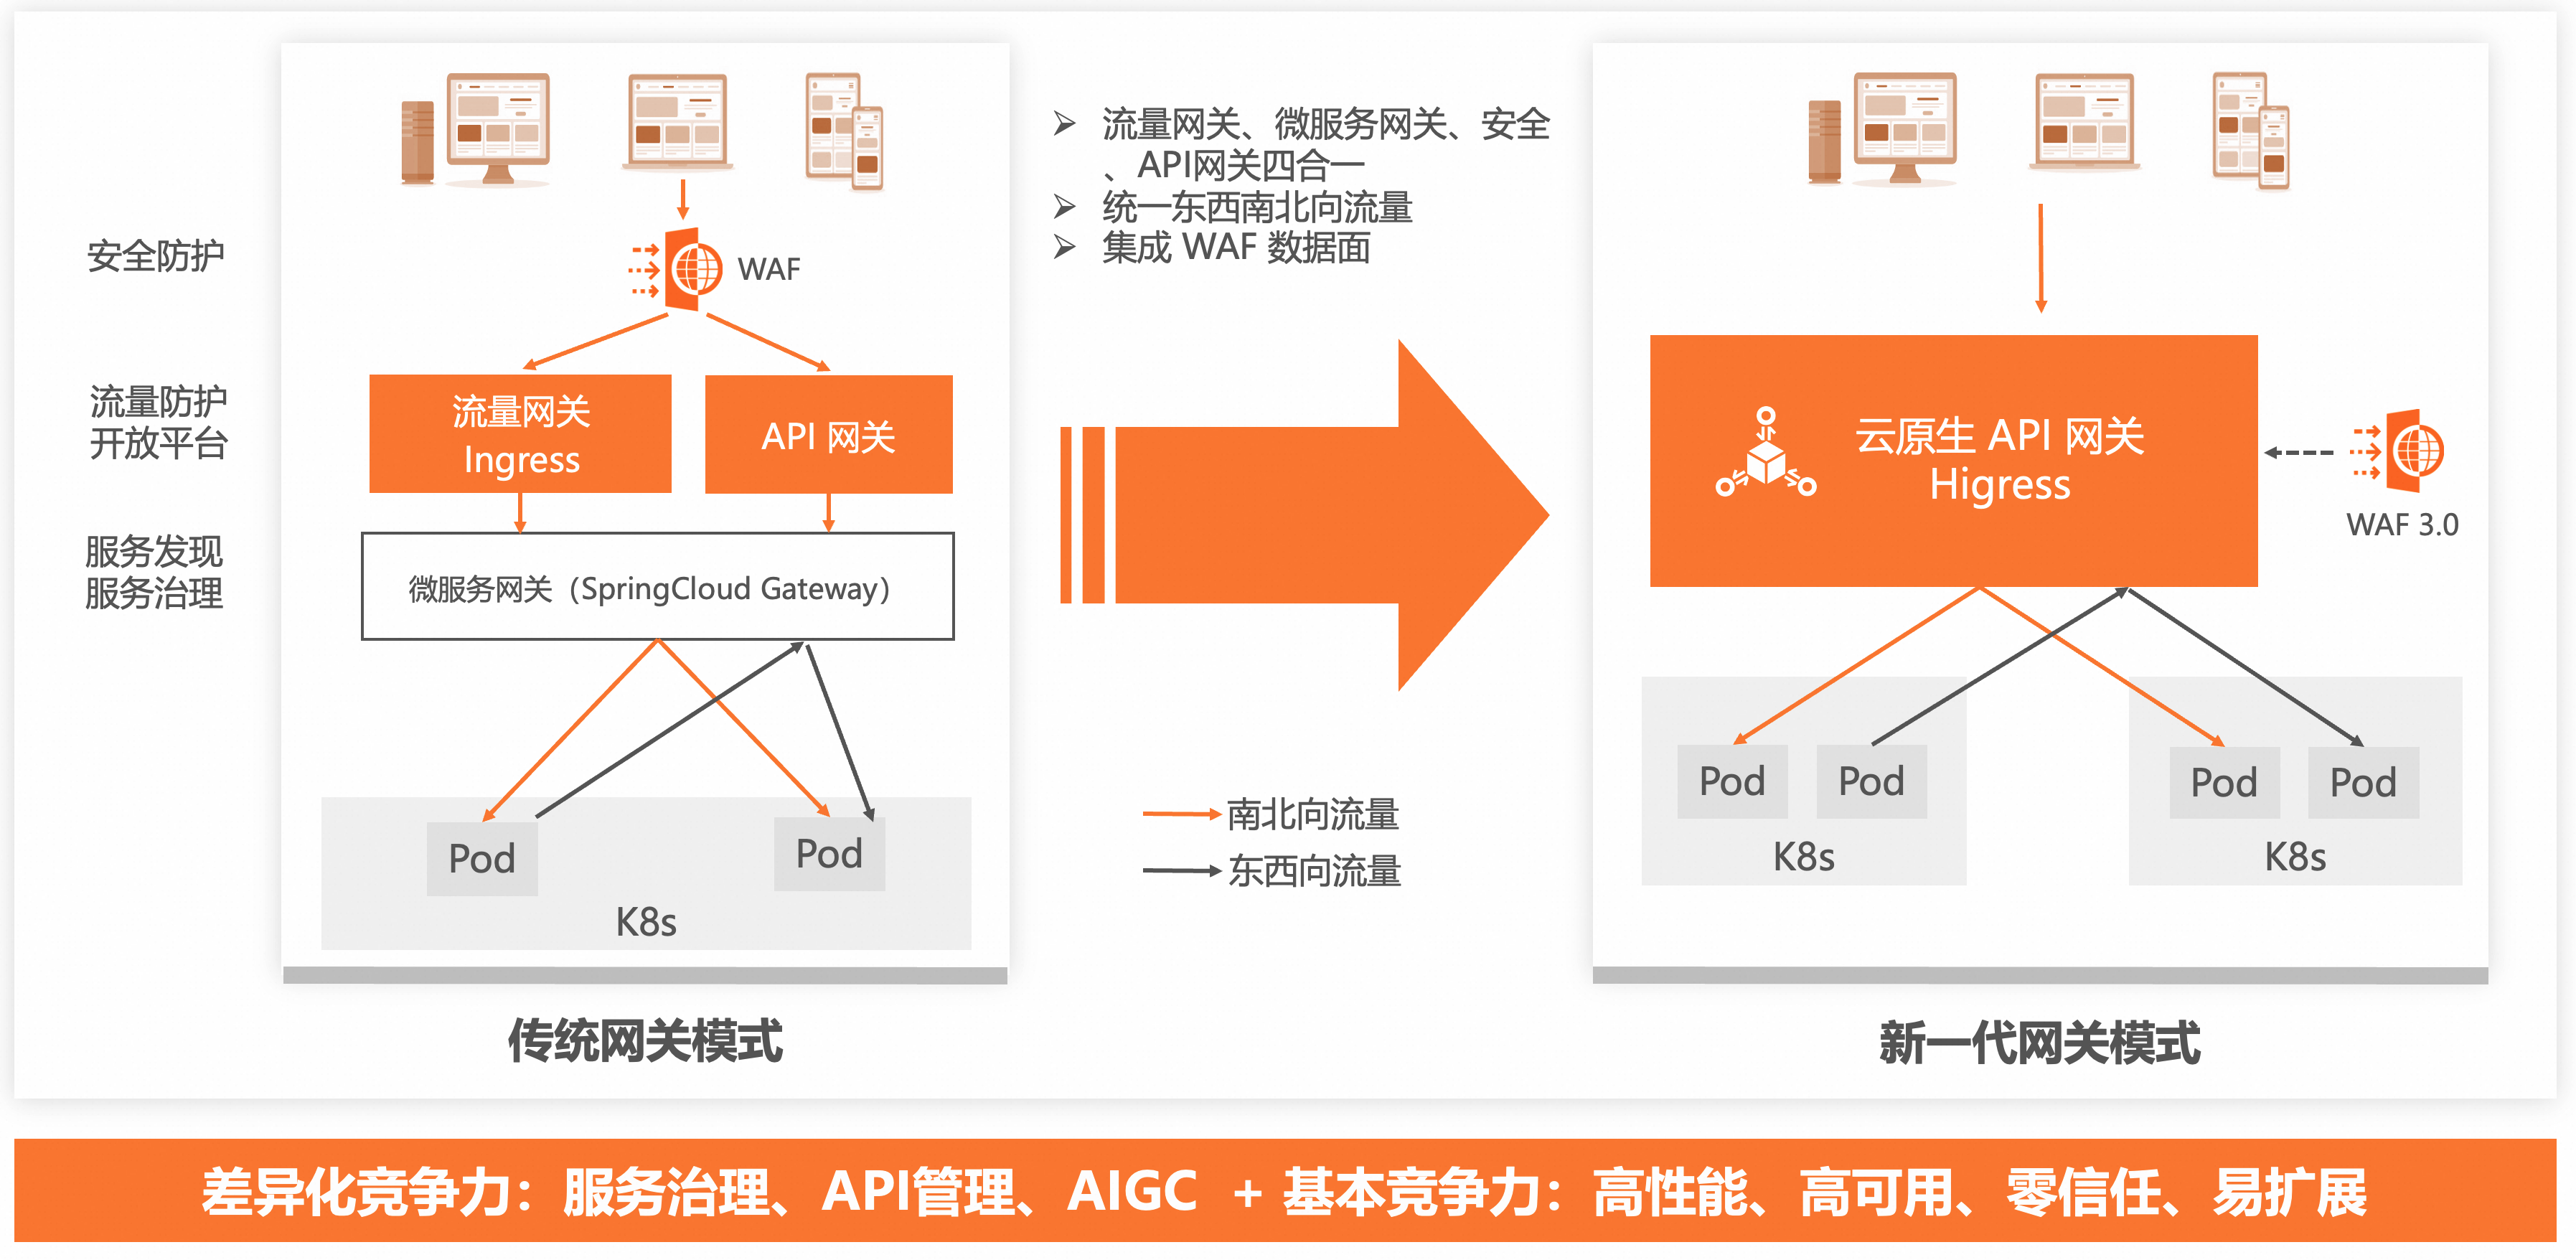 安全防护
流量防护
开放平台
服务发现
服务治理
WAF
流量网关
Ingress
API 网关
微服务网关（SpringCloud Gateway）
Pod
Pod
K8s
传统网关模式
流量网关、微服务网关、安全
、API网关四合一
统一东西南北向流量
集成 WAF 数据面
南北向流量
东西向流量
云原生 API 网关
Higress
WAF 3.0
Pod
Pod
K8s
Pod
Pod
K8s
新一代网关模式
差异化竞争力：服务治理、API管理、AIGC + 基本竞争力：高性能、高可用、零信任、易扩展